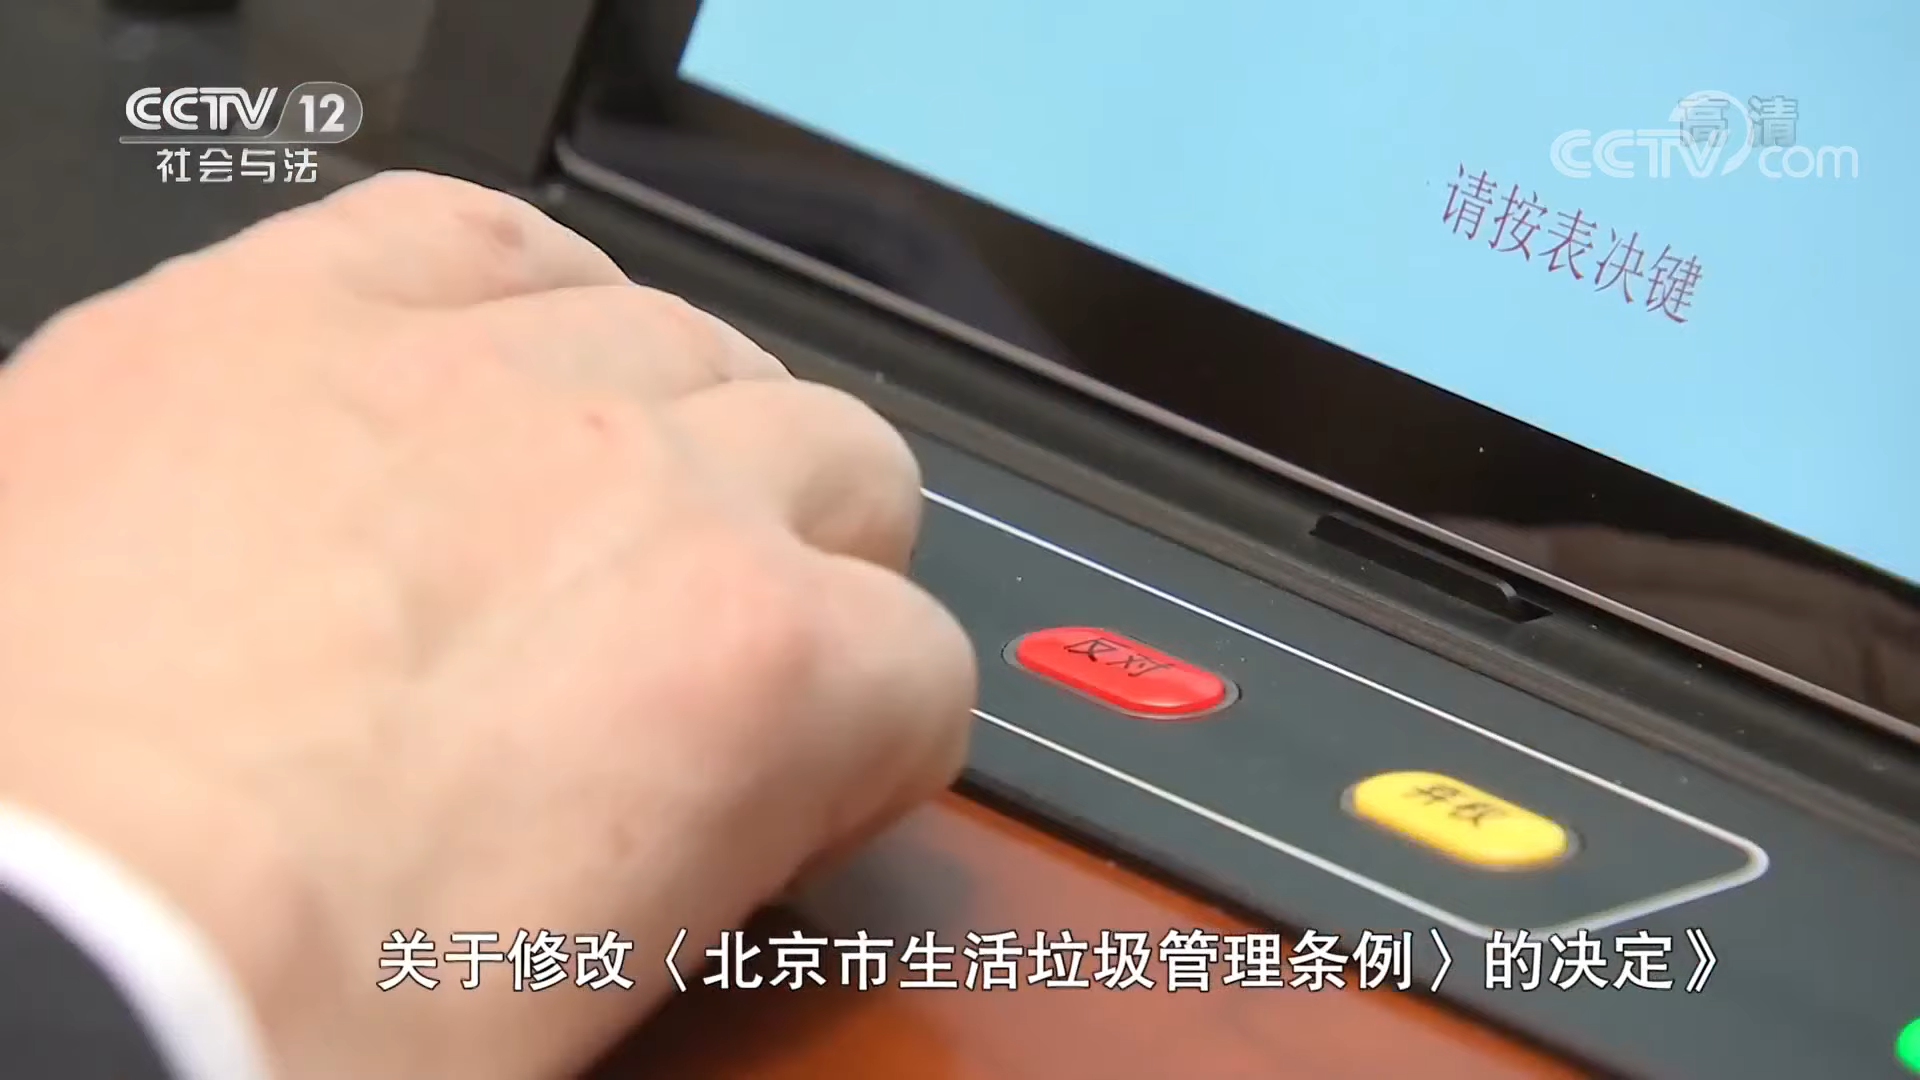 CCTV 12
社会与法
高清
CCTV.com
请按表决键
反对
弃权
关于修改〈北京市生活垃圾管理条例〉的决定》